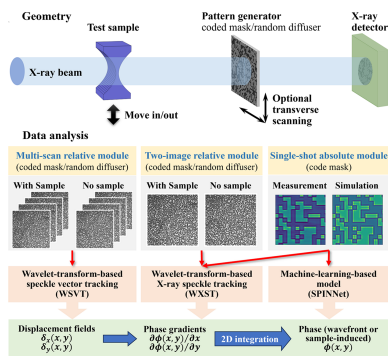 Geometry
Test sample
Pattern generator
coded mask/random diffuser
X-ray
detector
X-ray beam
Move in/out
Optional
transverse
scanning
Data analysis
Multi-scan relative module
(coded mask/random diffuser)
Two-image relative module
(coded mask/random diffuser)
Single-shot absolute module
(code mask)
With Sample No sample
With Sample No sample
Measurement Simulation
Wavelet-transform-based
speckle vector tracking
(WSVT)
Wavelet-transform-based
X-ray speckle tracking
(WXST)
Machine-learning-based
model
(SPINNet)
Displacement fields
δₓ(x, y)
δᵧ(x, y)
Phase gradients
∂ϕ(x, y)/∂x
∂ϕ(x, y)/∂y
2D integration
Phase (wavefront or
sample-induced)
ϕ(x, y)